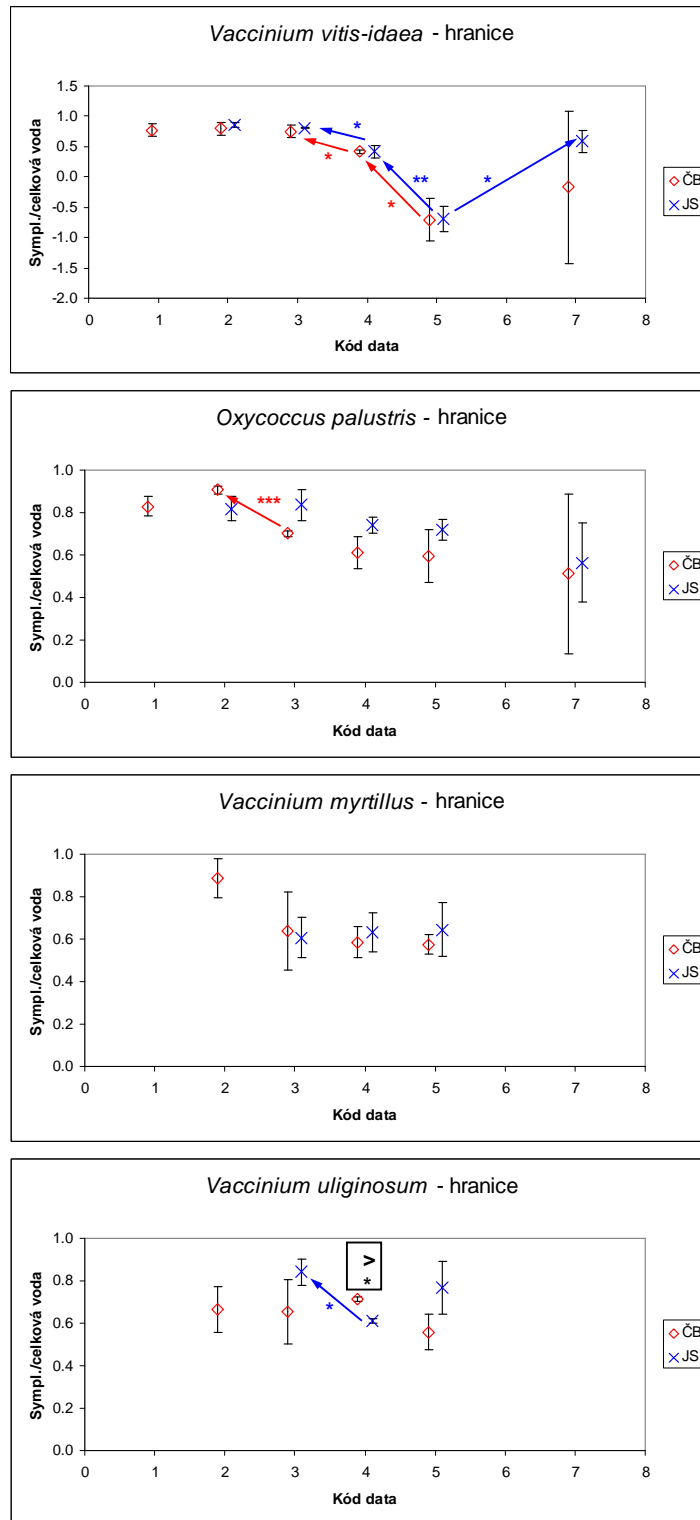 Vaccinium vitis-idaea - hranice
Sympl./celková voda
1.5
1.0
0.5
0.0
-0.5
-1.0
-1.5
-2.0
*
*
**
*
*
0 1 2 3 4 5 6 7 8
Kód data
ČB
JS
Oxycoccus palustris - hranice
Sympl./celková voda
1.0
0.8
0.6
0.4
0.2
0.0
***
0 1 2 3 4 5 6 7 8
Kód data
ČB
JS
Vaccinium myrtillus - hranice
Sympl./celková voda
1.0
0.8
0.6
0.4
0.2
0.0
0 1 2 3 4 5 6 7 8
Kód data
ČB
JS
Vaccinium uliginosum - hranice
Sympl./celková voda
1.0
0.8
0.6
0.4
0.2
0.0
>
*
*
0 1 2 3 4 5 6 7 8
Kód data
ČB
JS